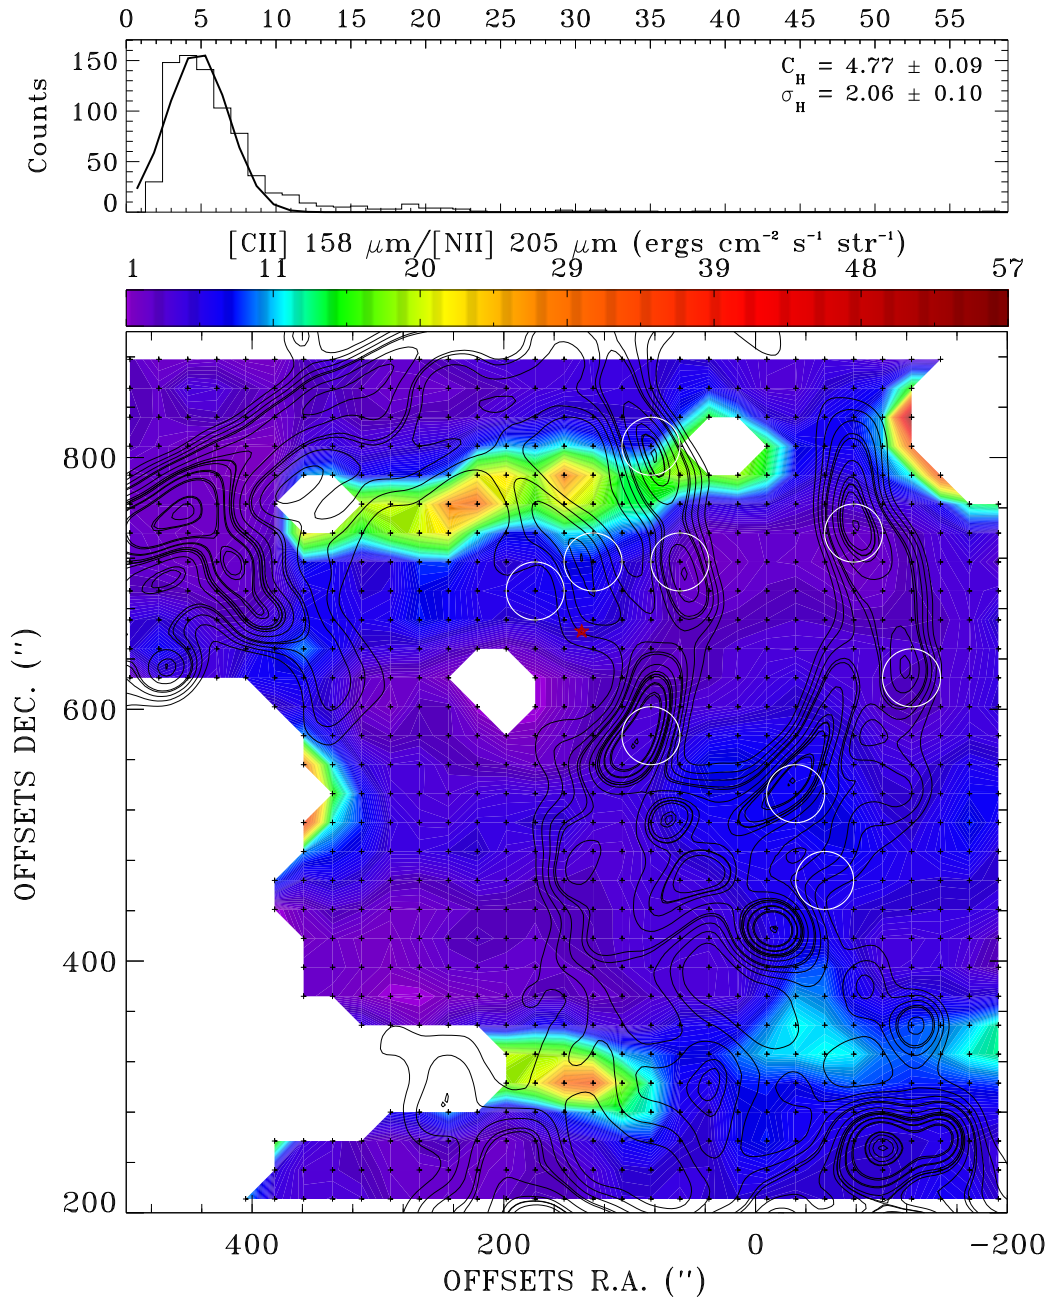 0 5 10 15 20 25 30 35 40 45 50 55
150
100
50
0
Counts
C_H = 4.77 ± 0.09
σ_H = 2.06 ± 0.10
[CII] 158 μm/[NII] 205 μm (ergs cm⁻² s⁻¹ str⁻¹)
1 11 20 29 39 48 57
800
600
400
200
OFFSETS DEC. (")
400 200 0 −200
OFFSETS R.A. (")